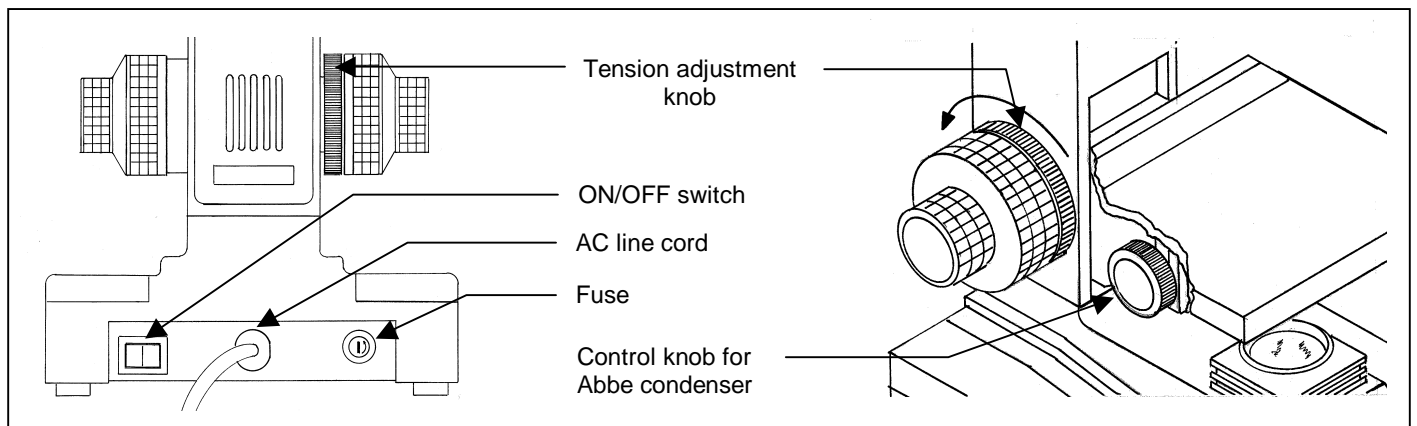 Tension adjustment
knob
ON/OFF switch
AC line cord
Fuse
Control knob for
Abbe condenser